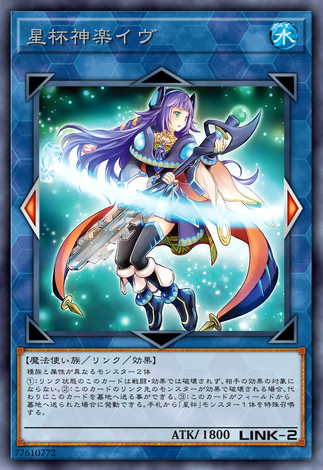 星杯神楽イヴ
水
【魔法使い族／リンク／効果】
種族と属性が異なるモンスター２体
①：リンク状態のこのカードは戦闘・効果では破壊されず、相手の効果の対象に
ならない。②：このカードのリンク先のモンスターが効果で破壊される場合、代
わりにこのカードを墓地へ送る事ができる。③：このカードがフィールドから
墓地へ送られた場合に発動できる。手札から「星杯」モンスター１体を特殊召喚
する。
ATK/1800 LINK-2
77610772